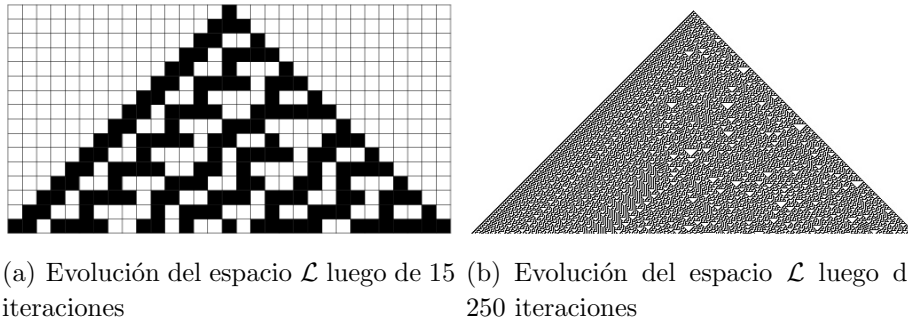 (a) Evolución del espacio ℒ luego de 15
iteraciones
(b) Evolución del espacio ℒ luego d
250 iteraciones